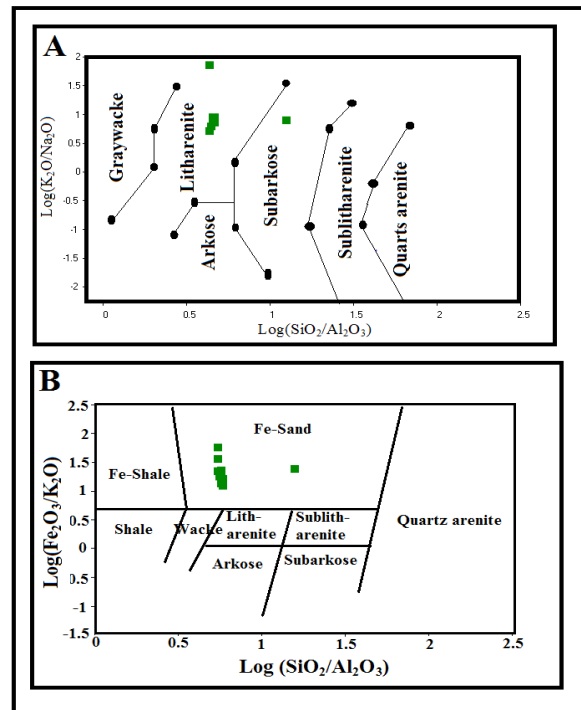 A
Log(K₂O/Na₂O)
2
1.5
1
0.5
0
-0.5
-1
-1.5
-2
Graywacke
Litharenite
Arkose
Subarkose
Sublitharenite
Quarts arenite
0
0.5
1
1.5
2
2.5
Log(SiO₂/Al₂O₃)
B
Log(Fe₂O₃/K₂O)
2.5
2
1.5
1
0.5
0
-0.5
-1
-1.5
Fe-Sand
Fe-Shale
Shale
Wacke
Lith-
arenite
Sublith-
arenite
Quartz arenite
Arkose
Subarkose
0.5
1
1.5
2
2.5
Log (SiO₂/Al₂O₃)